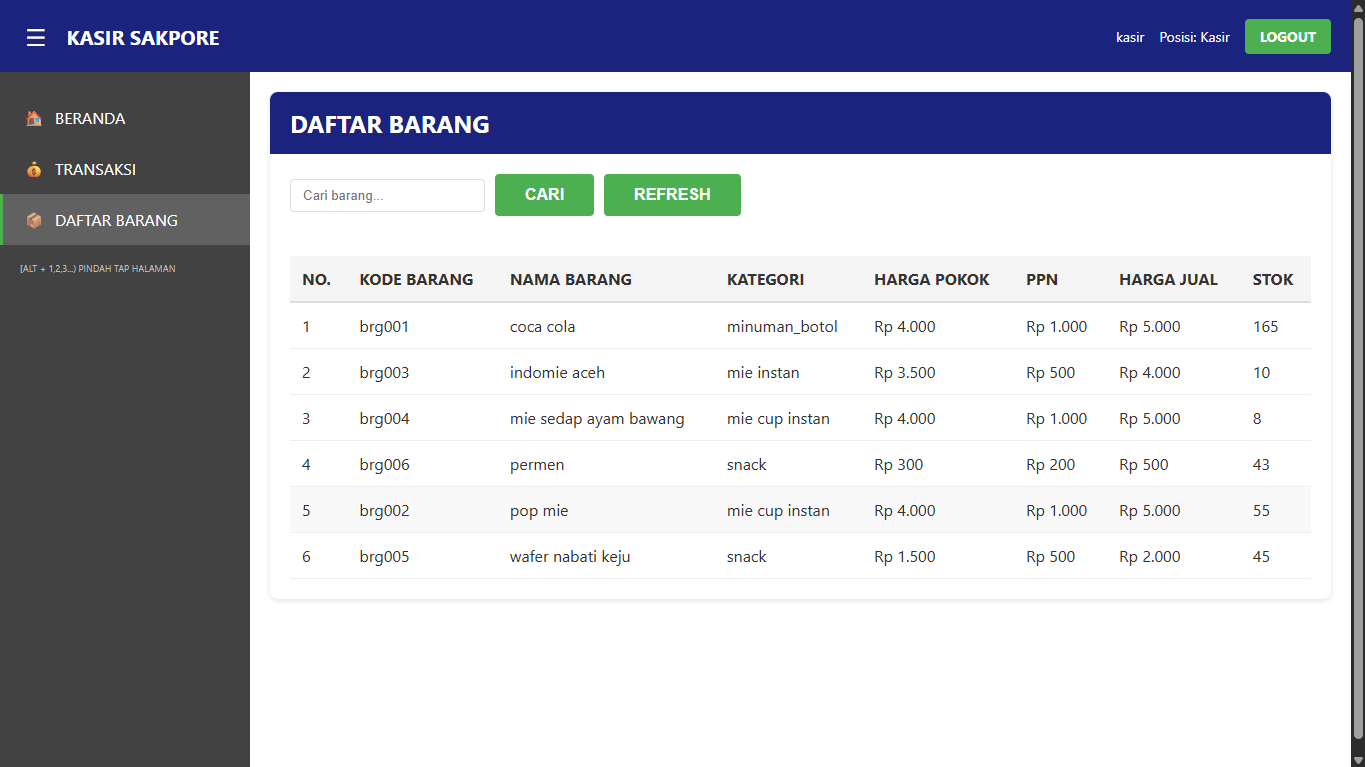 ☰ KASIR SAKPORE kasir Posisi: Kasir LOGOUT
BERANDA
TRANSAKSI
DAFTAR BARANG
[ALT + 1,2,3...) PINDAH TAP HALAMAN
DAFTAR BARANG
Cari barang... CARI REFRESH
NO. KODE BARANG NAMA BARANG KATEGORI HARGA POKOK PPN HARGA JUAL STOK
1 brg001 coca cola minuman_botol Rp 4.000 Rp 1.000 Rp 5.000 165
2 brg003 indomie aceh mie instan Rp 3.500 Rp 500 Rp 4.000 10
3 brg004 mie sedap ayam bawang mie cup instan Rp 4.000 Rp 1.000 Rp 5.000 8
4 brg006 permen snack Rp 300 Rp 200 Rp 500 43
5 brg002 pop mie mie cup instan Rp 4.000 Rp 1.000 Rp 5.000 55
6 brg005 wafer nabati keju snack Rp 1.500 Rp 500 Rp 2.000 45